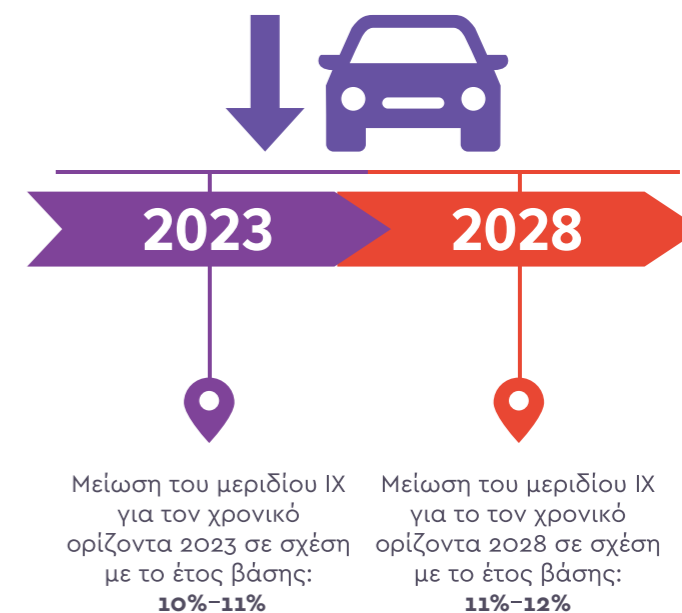 2023
2028
Μείωση του μεριδίου ΙΧ
για τον χρονικό
ορίζοντα 2023 σε σχέση
με το έτος βάσης:
10%–11%
Μείωση του μεριδίου ΙΧ
για το τον χρονικό
ορίζοντα 2028 σε σχέση
με το έτος βάσης:
11%–12%